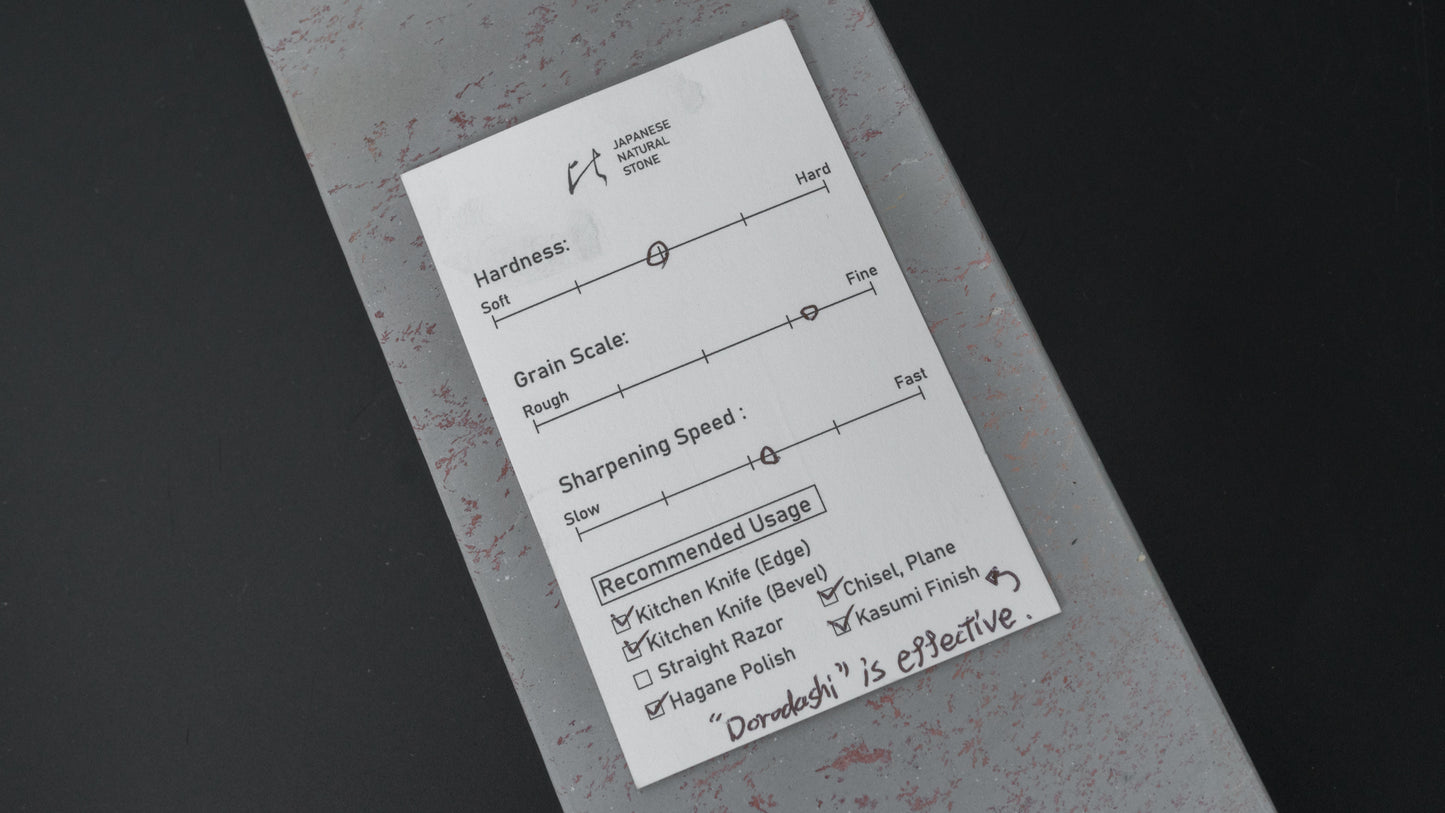 JAPANESE
NATURAL
STONE
Hardness:
Soft Hard
Grain Scale:
Rough Fine
Sharpening Speed :
Slow Fast
Recommended Usage
Kitchen Knife (Edge)
Kitchen Knife (Bevel)
Straight Razor
Hagane Polish
Chisel, Plane
Kasumi Finish
"Dorodashi" is effective.